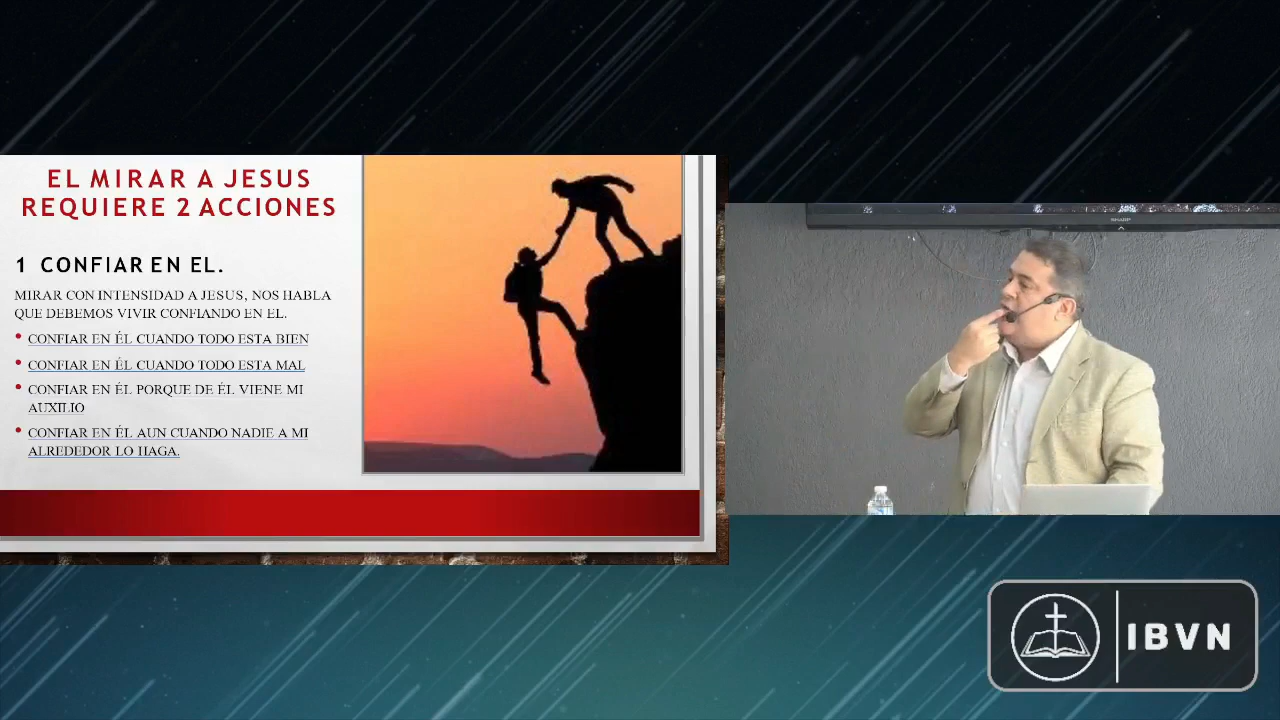 EL MIRAR A JESUS
REQUIERE 2 ACCIONES
1 CONFIAR EN EL.
IRAR CON INTENSIDAD A JESUS, NOS HABLA
QUE DEBEMOS VIVIR CONFIANDO EN EL.
• CONFIAR EN ÉL CUANDO TODO ESTA BIEN
• CONFIAR EN ÉL CUANDO TODO ESTA MAL
• CONFIAR EN ÉL PORQUE DE ÉL VIENE MI
AUXILIO
• CONFIAR EN ÉL AUN CUANDO NADIE A MI
ALREDEDOR LO HAGA.
SHARP
IBVN